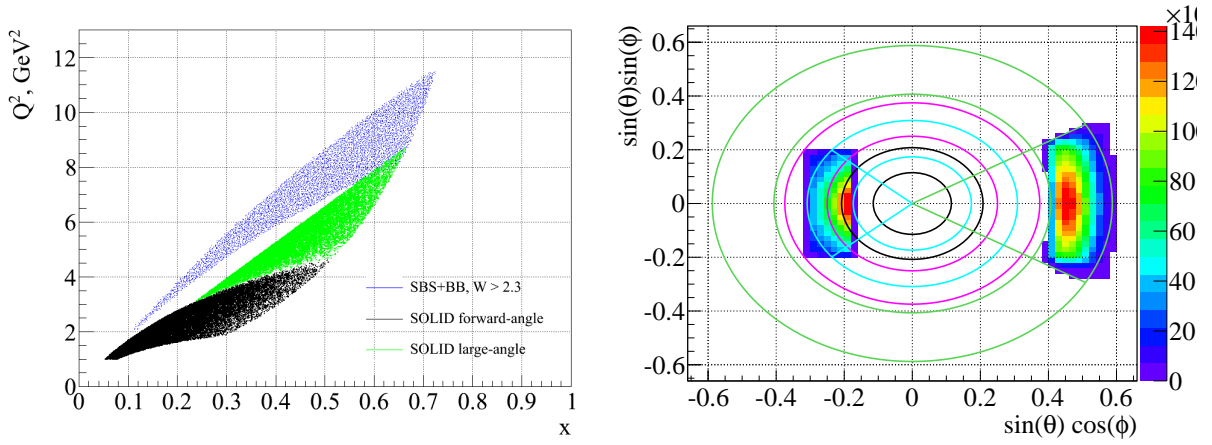 Q², GeV²
12
10
8
6
4
2
0
SBS+BB, W > 2.3
SOLID forward-angle
SOLID large-angle
0 0.1 0.2 0.3 0.4 0.5 0.6 0.7 0.8 0.9 1
x
sin(θ)sin(ϕ)
0.6
0.4
0.2
0
-0.2
-0.4
-0.6
-0.6 -0.4 -0.2 0 0.2 0.4 0.6
sin(θ) cos(ϕ)
140
120
100
80
60
40
20
0